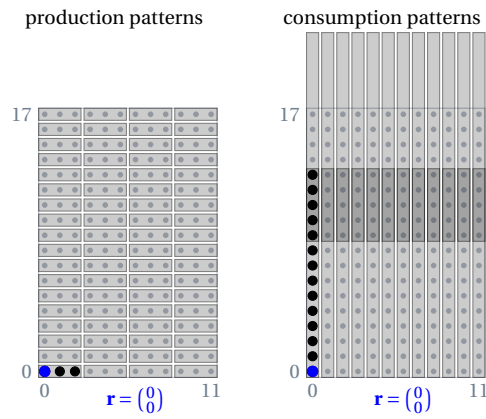 production patterns
consumption patterns
17
17
0
0
0
11
0
11
r = (0 0)
r = (0 0)